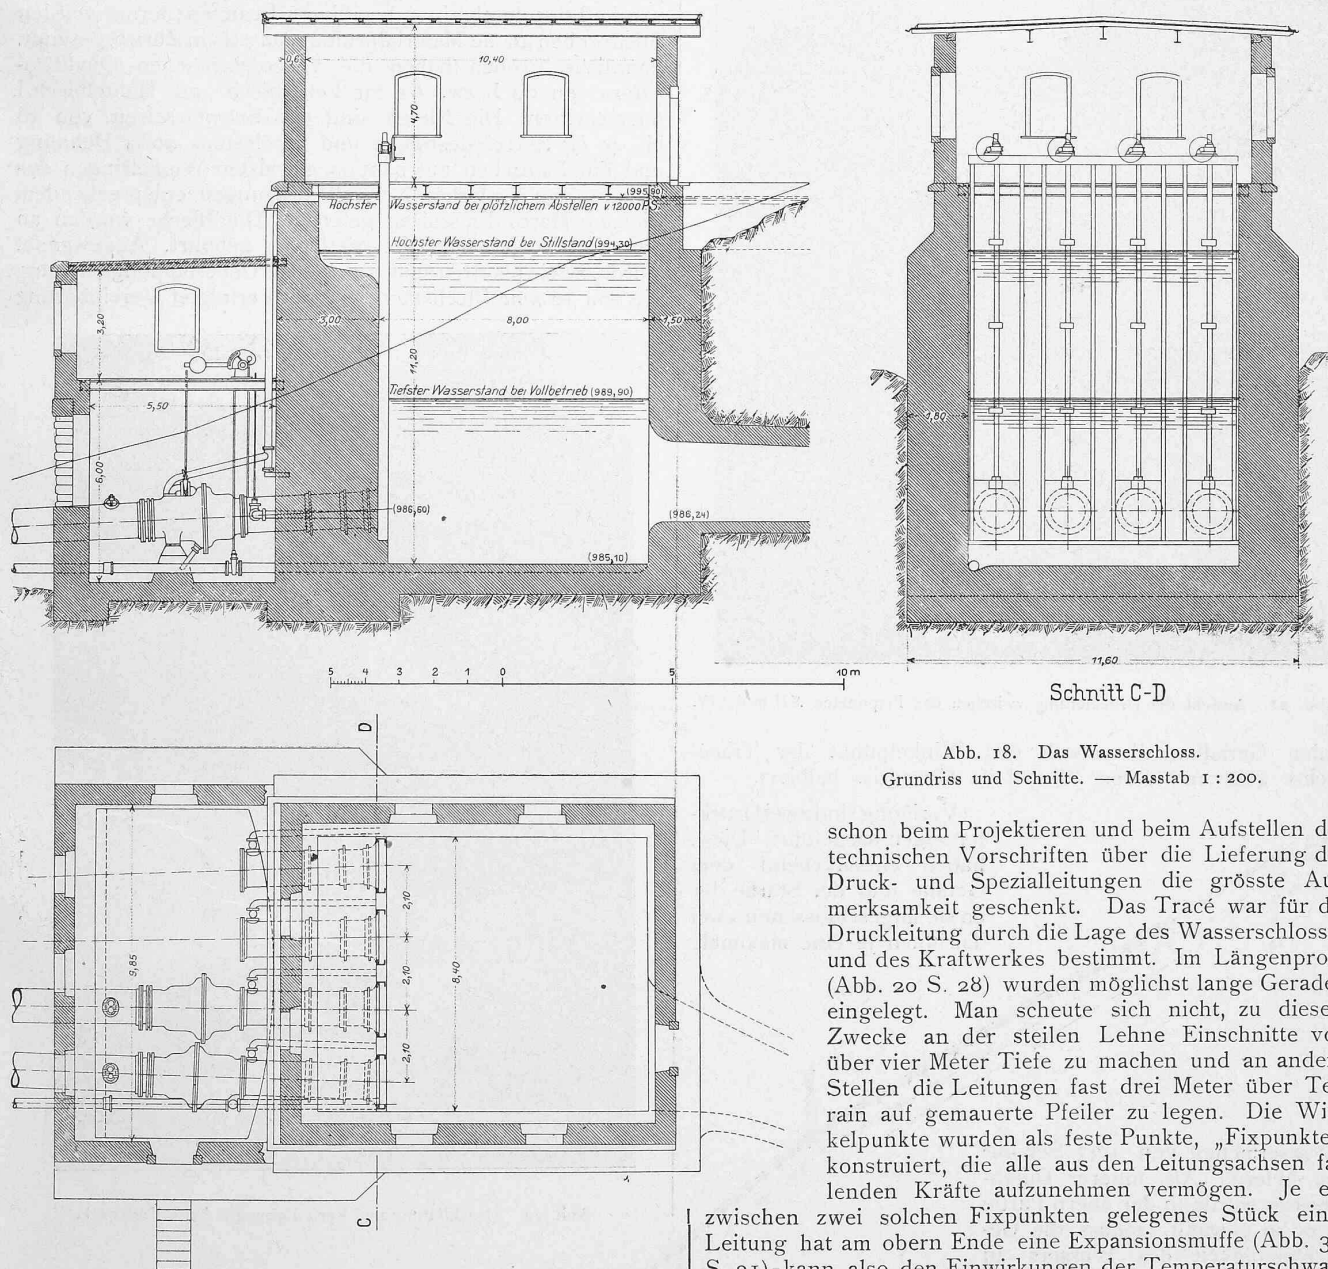 0,6
10,40
4,70
(995,90)
Höchster Wasserstand bei plötzlichem Abstellen v 12000 PS.
Höchster Wasserstand bei Stillstand (994,30)
3,20
3,00
8,00
1,50
11,20
Tiefster Wasserstand bei Vollbetrieb (989,90)
5,50
6,00
(986,60)
(986,24)
(985,10)
1,80
11,60
5 4 3 2 1 0 5 10 m
Schnitt C-D
D
9,85
2,10
2,10
2,10
8,40
C
Abb. 18. Das Wasserschloss.
Grundriss und Schnitte. — Masstab 1 : 200.
schon beim Projektieren und beim Aufstellen d
technischen Vorschriften über die Lieferung d
Druck- und Spezialleitungen die grösste Au
merksamkeit geschenkt. Das Tracé war für d
Druckleitung durch die Lage des Wasserschloss
und des Kraftwerkes bestimmt. Im Längenpro
(Abb. 20 S. 28) wurden möglichst lange Gerade
eingelegt. Man scheute sich nicht, zu diese
Zwecke an der steilen Lehne Einschnitte vo
über vier Meter Tiefe zu machen und an ander
Stellen die Leitungen fast drei Meter über Te
rain auf gemauerte Pfeiler zu legen. Die Wi
kelpunkte wurden als feste Punkte, „Fixpunkte
konstruiert, die alle aus den Leitungsachsen fa
lenden Kräfte aufzunehmen vermögen. Je e
zwischen zwei solchen Fixpunkten gelegenes Stück ein
Leitung hat am obern Ende eine Expansionsmuffe (Abb. 3
kann also den Einwirkungen der Temperaturschwa